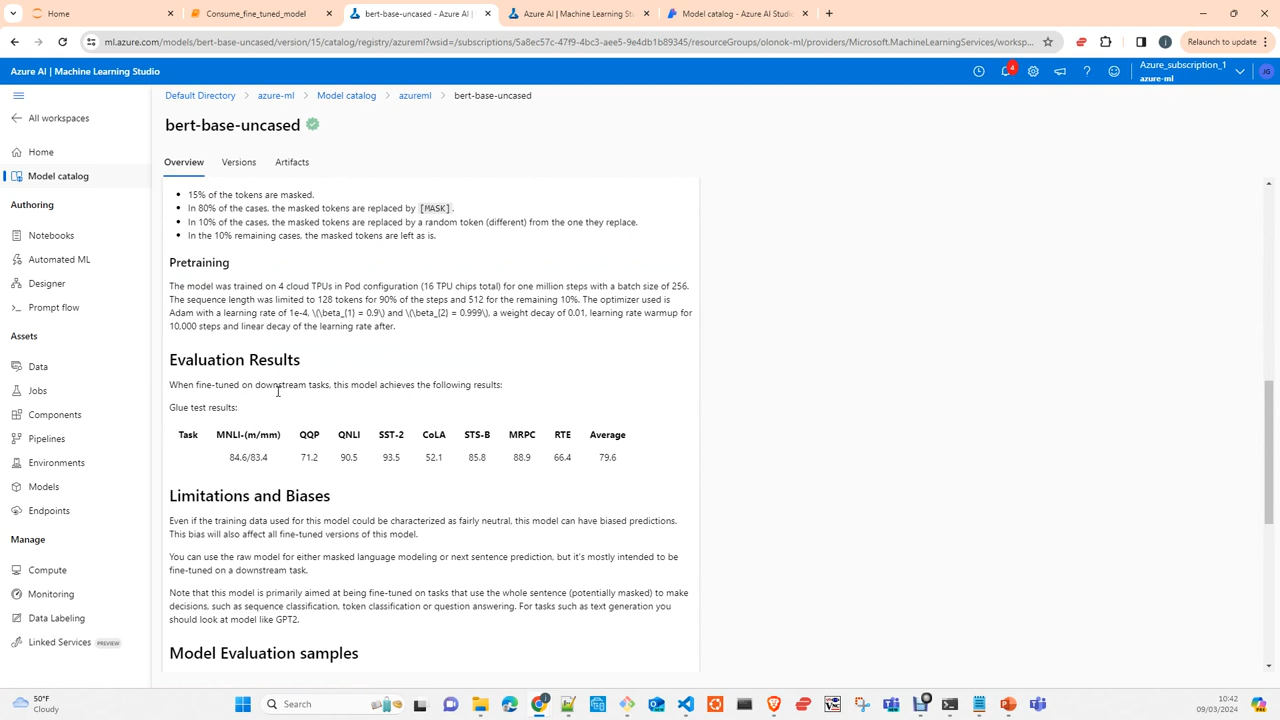 Home
Consume_fine_tuned_model
bert-base-uncased - Azure AI |
Azure AI | Machine Learning Stu
Model catalog - Azure AI Studio
ml.azure.com/models/bert-base-uncased/version/15/catalog/registry/azureml?wsid=/subscriptions/5a8ec57c-47f9-4bc3-aee5-9e4db1b89345/resourceGroups/olonok-ml/providers/Microsoft.MachineLearningServices/worksp...
Relaunch to update
Azure AI | Machine Learning Studio
4
Azure_subscription_1
azure-ml
JG
All workspaces
Home
Model catalog
Authoring
Notebooks
Automated ML
Designer
Prompt flow
Assets
Data
Jobs
Components
Pipelines
Environments
Models
Endpoints
Manage
Compute
Monitoring
Data Labeling
Linked Services PREVIEW
Default Directory > azure-ml > Model catalog > azureml > bert-base-uncased
bert-base-uncased
Overview Versions Artifacts
• 15% of the tokens are masked.
• In 80% of the cases, the masked tokens are replaced by [MASK].
• In 10% of the cases, the masked tokens are replaced by a random token (different) from the one they replace.
• In the 10% remaining cases, the masked tokens are left as is.
Pretraining
The model was trained on 4 cloud TPUs in Pod configuration (16 TPU chips total) for one million steps with a batch size of 256.
The sequence length was limited to 128 tokens for 90% of the steps and 512 for the remaining 10%. The optimizer used is
Adam with a learning rate of 1e-4, \(\beta_{1} = 0.9\) and \(\beta_{2} = 0.999\), a weight decay of 0.01, learning rate warmup for
10,000 steps and linear decay of the learning rate after.
Evaluation Results
When fine-tuned on downstream tasks, this model achieves the following results:
Glue test results:
Task MNLI-(m/mm) QQP QNLI SST-2 CoLA STS-B MRPC RTE Average
84.6/83.4 71.2 90.5 93.5 52.1 85.8 88.9 66.4 79.6
Limitations and Biases
Even if the training data used for this model could be characterized as fairly neutral, this model can have biased predictions.
This bias will also affect all fine-tuned versions of this model.
You can use the raw model for either masked language modeling or next sentence prediction, but it's mostly intended to be
fine-tuned on a downstream task.
Note that this model is primarily aimed at being fine-tuned on tasks that use the whole sentence (potentially masked) to make
decisions, such as sequence classification, token classification or question answering. For tasks such as text generation you
should look at model like GPT2.
Model Evaluation samples
50°F
Cloudy
Search
10:42
09/03/2024